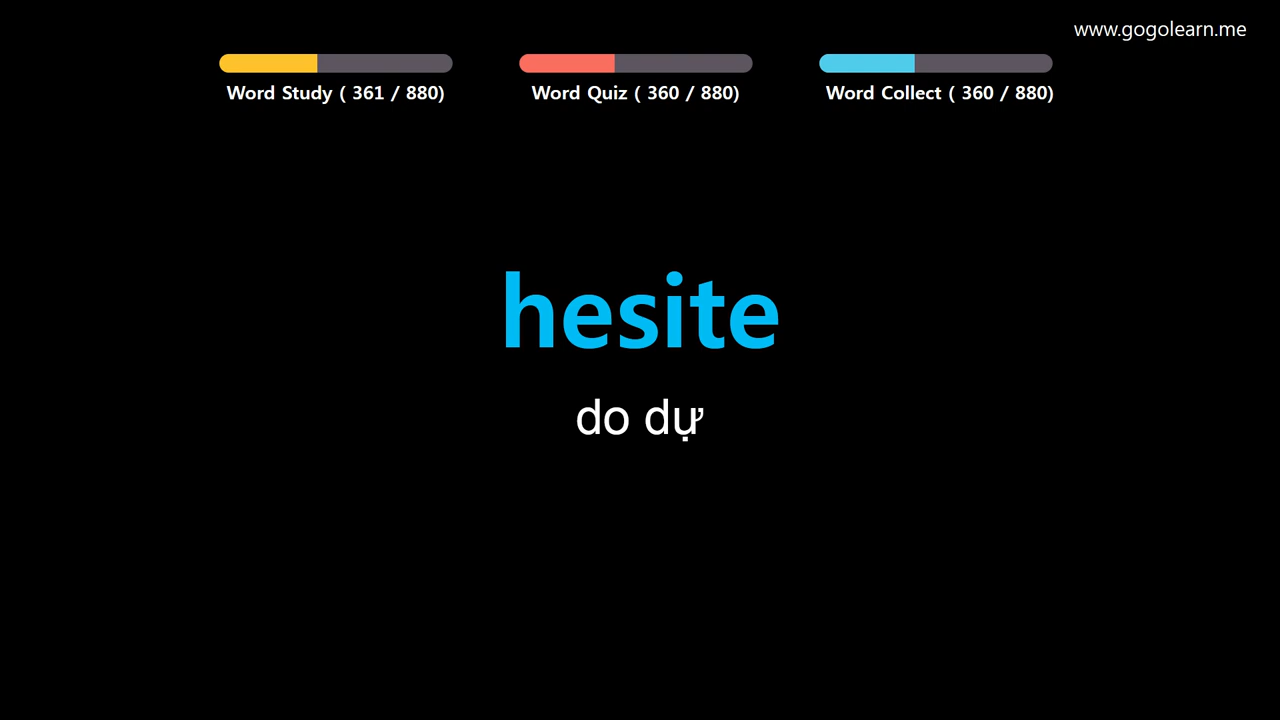 www.gogolearn.me
Word Study ( 361 / 880)
Word Quiz ( 360 / 880)
Word Collect ( 360 / 880)
hesite
do dự